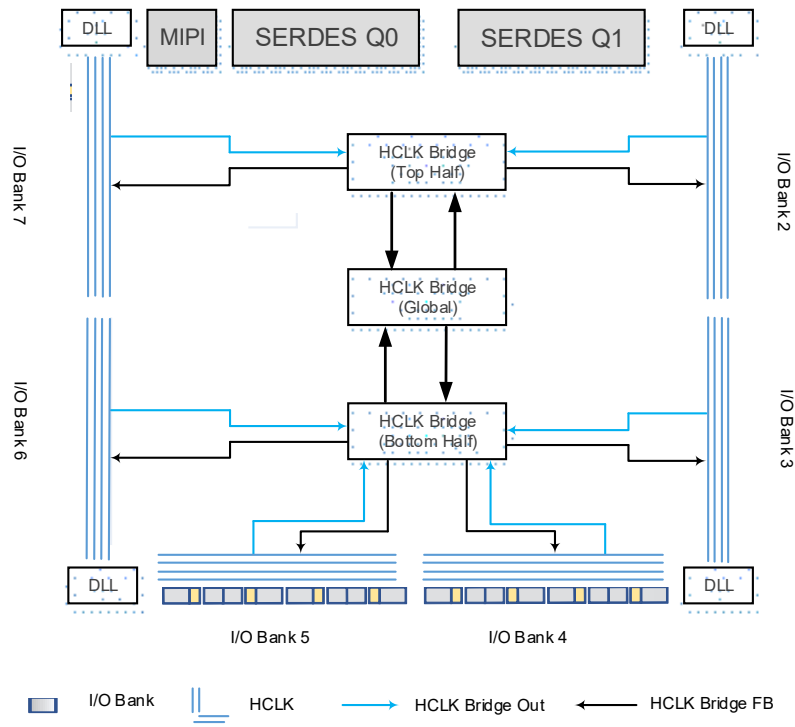 DLL
MIPI
SERDES Q0
SERDES Q1
DLL
I/O Bank 7
HCLK Bridge
(Top Half)
I/O Bank 2
HCLK Bridge
(Global)
I/O Bank 6
HCLK Bridge
(Bottom Half)
I/O Bank 3
DLL
DLL
I/O Bank 5
I/O Bank 4
I/O Bank
HCLK
HCLK Bridge Out
HCLK Bridge FB